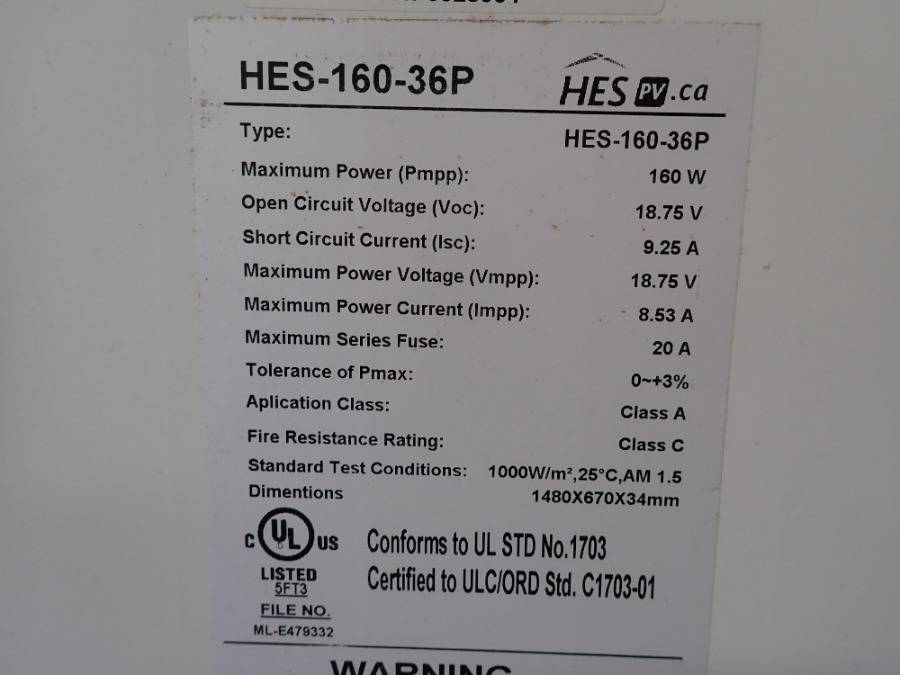 HES-160-36P HES PV.ca
Type: HES-160-36P
Maximum Power (Pmpp): 160 W
Open Circuit Voltage (Voc): 18.75 V
Short Circuit Current (Isc): 9.25 A
Maximum Power Voltage (Vmpp): 18.75 V
Maximum Power Current (Impp): 8.53 A
Maximum Series Fuse: 20 A
Tolerance of Pmax: 0~+3%
Aplication Class: Class A
Fire Resistance Rating: Class C
Standard Test Conditions: 1000W/m²,25°C,AM 1.5
Dimentions 1480X670X34mm
C UL US Conforms to UL STD No.1703
LISTED Certified to ULC/ORD Std. C1703-01
5FT3
FILE NO.
ML-E479332
WARNING